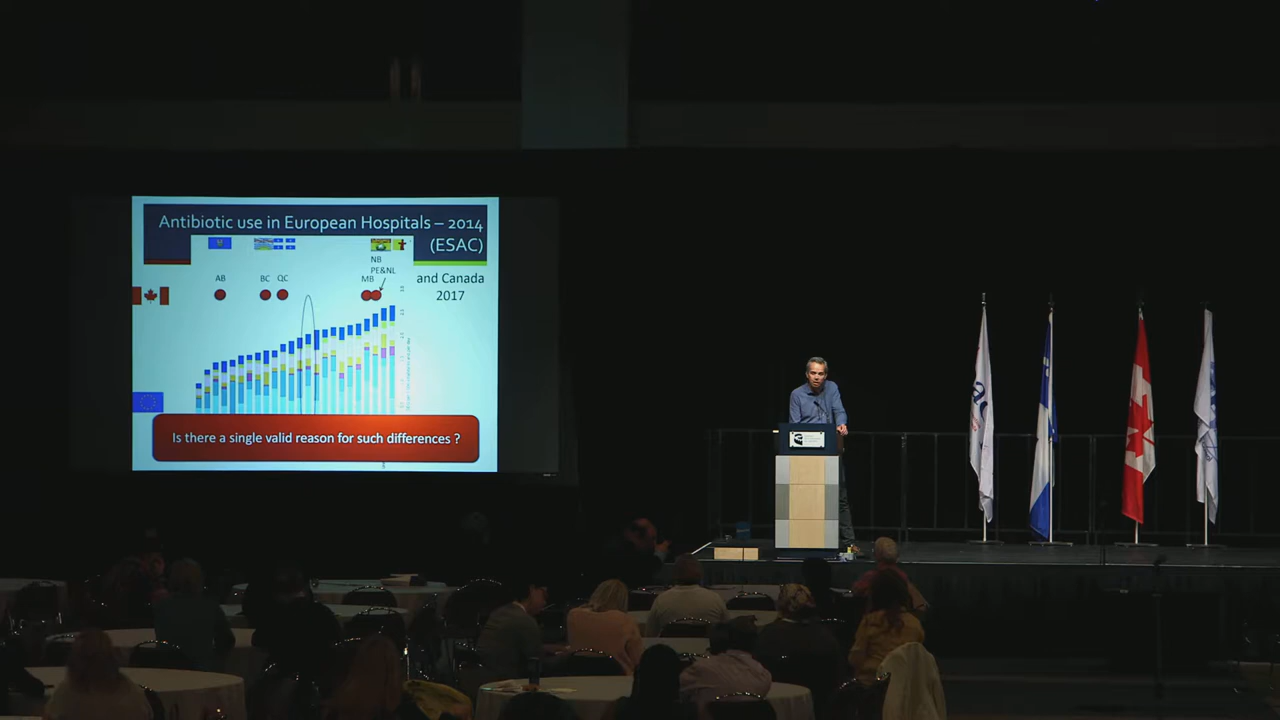 Antibiotic use in European Hospitals – 2014
(ESAC)
NB
PE&NL
AB
BC
QC
MB
and Canada
2017
Is there a single valid reason for such differences ?